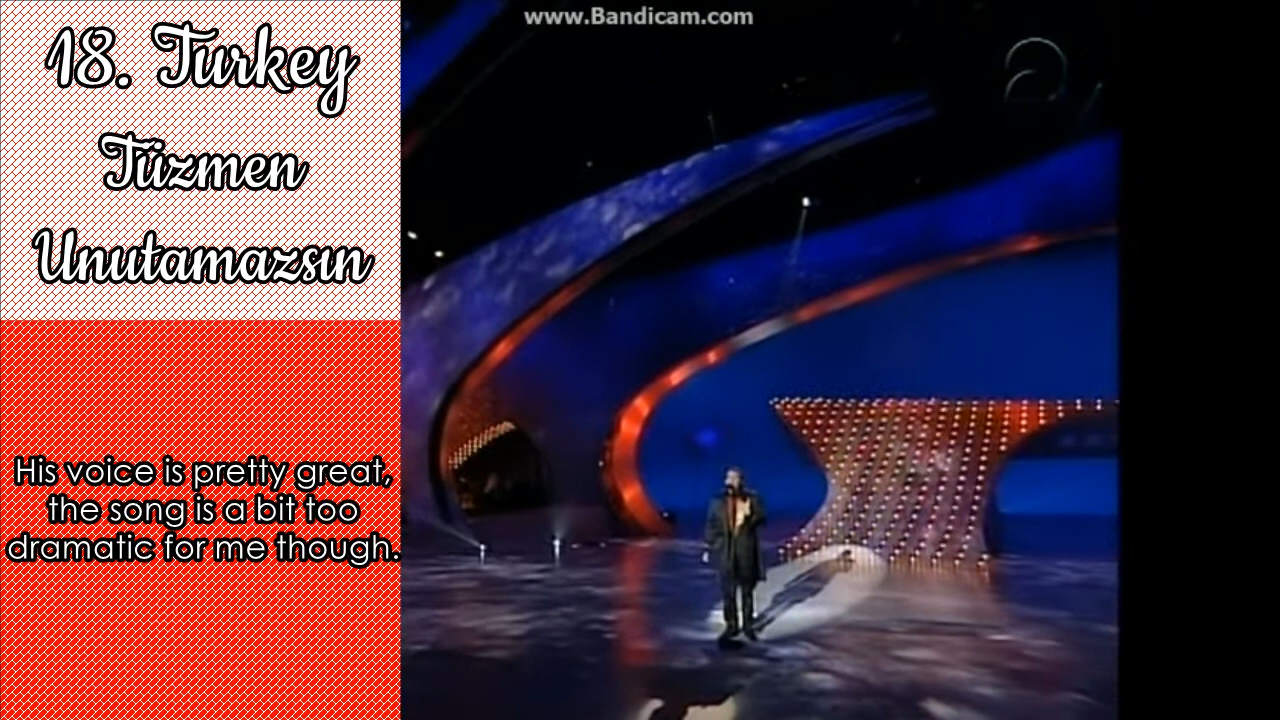 www.Bandicam.com
18. Turkey
Tüzmen
Unutamazsın
His voice is pretty great,
the song is a bit too
dramatic for me though.